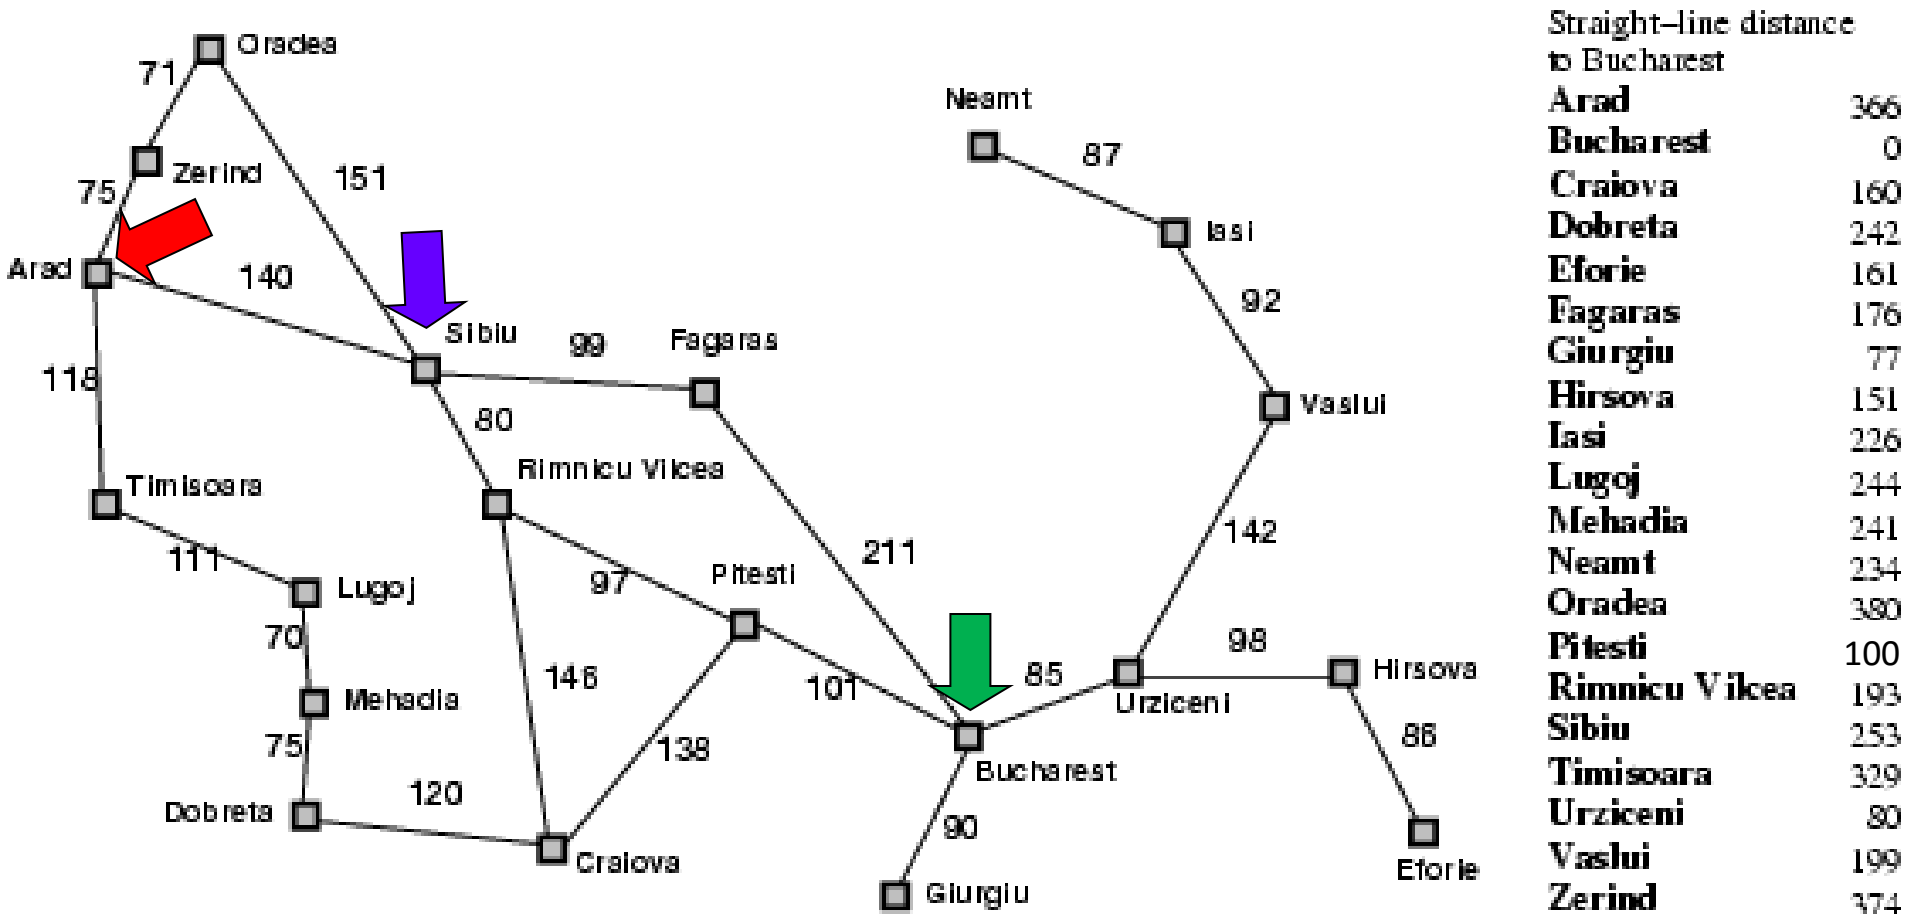 Oradea
71
Neamt
87
Zerind
151
75
Iasi
Arad
140
92
Sibiu
99
Fagaras
118
80
Vaslui
Timisoara
Rimnicu Vilcea
111
142
211
Lugoj
97
Pitesti
70
98
Hirsova
146
85
101
Urziceni
Mehadia
75
138
86
Bucharest
120
Dobreta
90
Craiova
Eforie
Giurgiu
Straight-line distance
to Bucharest
Arad 366
Bucharest 0
Craiova 160
Dobreta 242
Eforie 161
Fagaras 176
Giurgiu 77
Hirsova 151
Iasi 226
Lugoj 244
Mehadia 241
Neamt 234
Oradea 380
Pitesti 100
Rimnicu Vilcea 193
Sibiu 253
Timisoara 329
Urziceni 80
Vaslui 199
Zerind 374